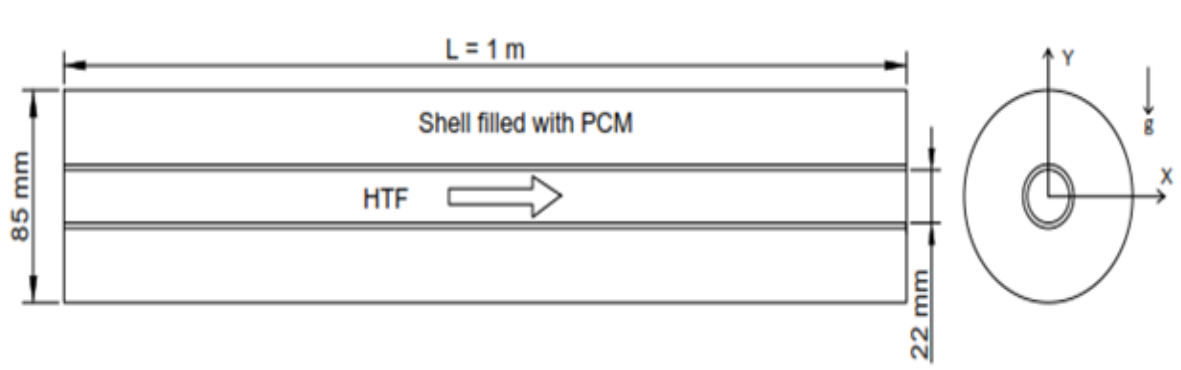 L = 1 m
Y
Shell filled with PCM
g
HTF
X
85 mm
22 mm